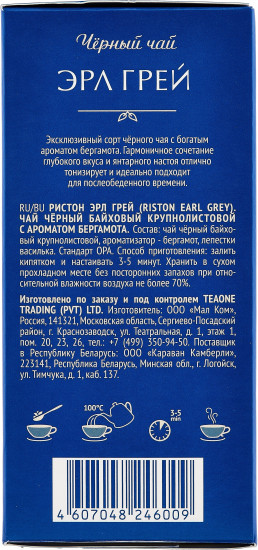 Чёрный чай
ЭРЛ ГРЕЙ
Эксклюзивный сорт чёрного чая с богатым
ароматом бергамота. Гармоничное сочетание
глубокого вкуса и янтарного настоя отлично
тонизирует и идеально подходит
для послеобеденного времени.
RU/BU РИСТОН ЭРЛ ГРЕЙ (RISTON EARL GREY).
ЧАЙ ЧЁРНЫЙ БАЙХОВЫЙ КРУПНОЛИСТОВОЙ
С АРОМАТОМ БЕРГАМОТА. Состав: чай чёрный байхо-
вый крупнолистовой, ароматизатор - бергамот, лепестки
василька. Стандарт ОРА. Способ приготовления: залить
кипятком и настаивать 3-5 минут. Хранить в сухом
прохладном месте без посторонних запахов при относи-
тельной влажности воздуха не более 70%.
Изготовлено по заказу и под контролем TEAONE
TRADING (PVT) LTD. Изготовитель: ООО "Мал Ком",
Россия, 141321, Московская область, Сергиево-Посадский
район, г. Краснозаводск, ул. Театральная, д. 1, этаж 1,
пом. 20, 23, 26, тел.: +7 (499) 350-94-50. Поставщик
в Республику Беларусь: ООО "Караван Камберли",
223141, Республика Беларусь, Минская обл., г. Логойск,
ул. Тимчука, д. 1, каб. 137.
100°C
3-5
min
4 607048 246009